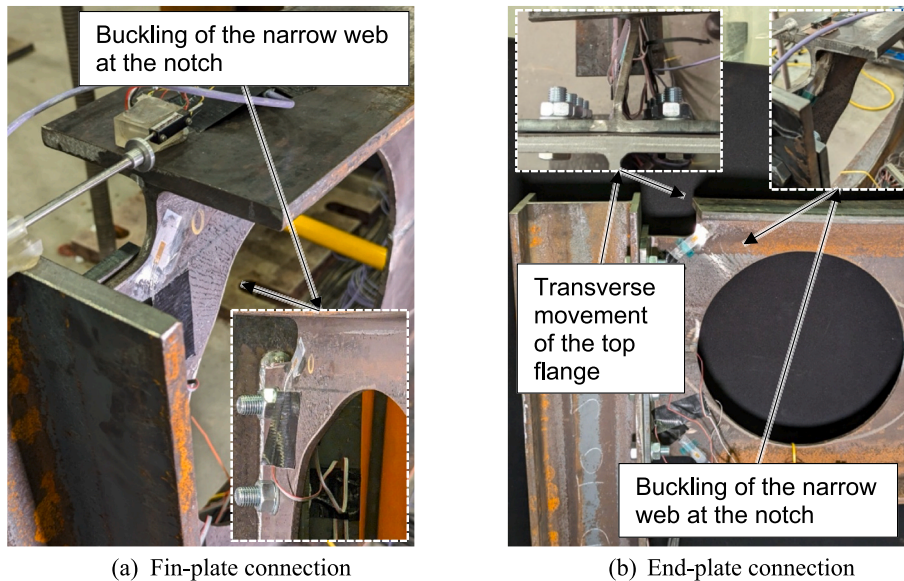 Buckling of the narrow web
at the notch
Transverse
movement
of the top
flange
Buckling of the narrow
web at the notch
(a) Fin-plate connection
(b) End-plate connection